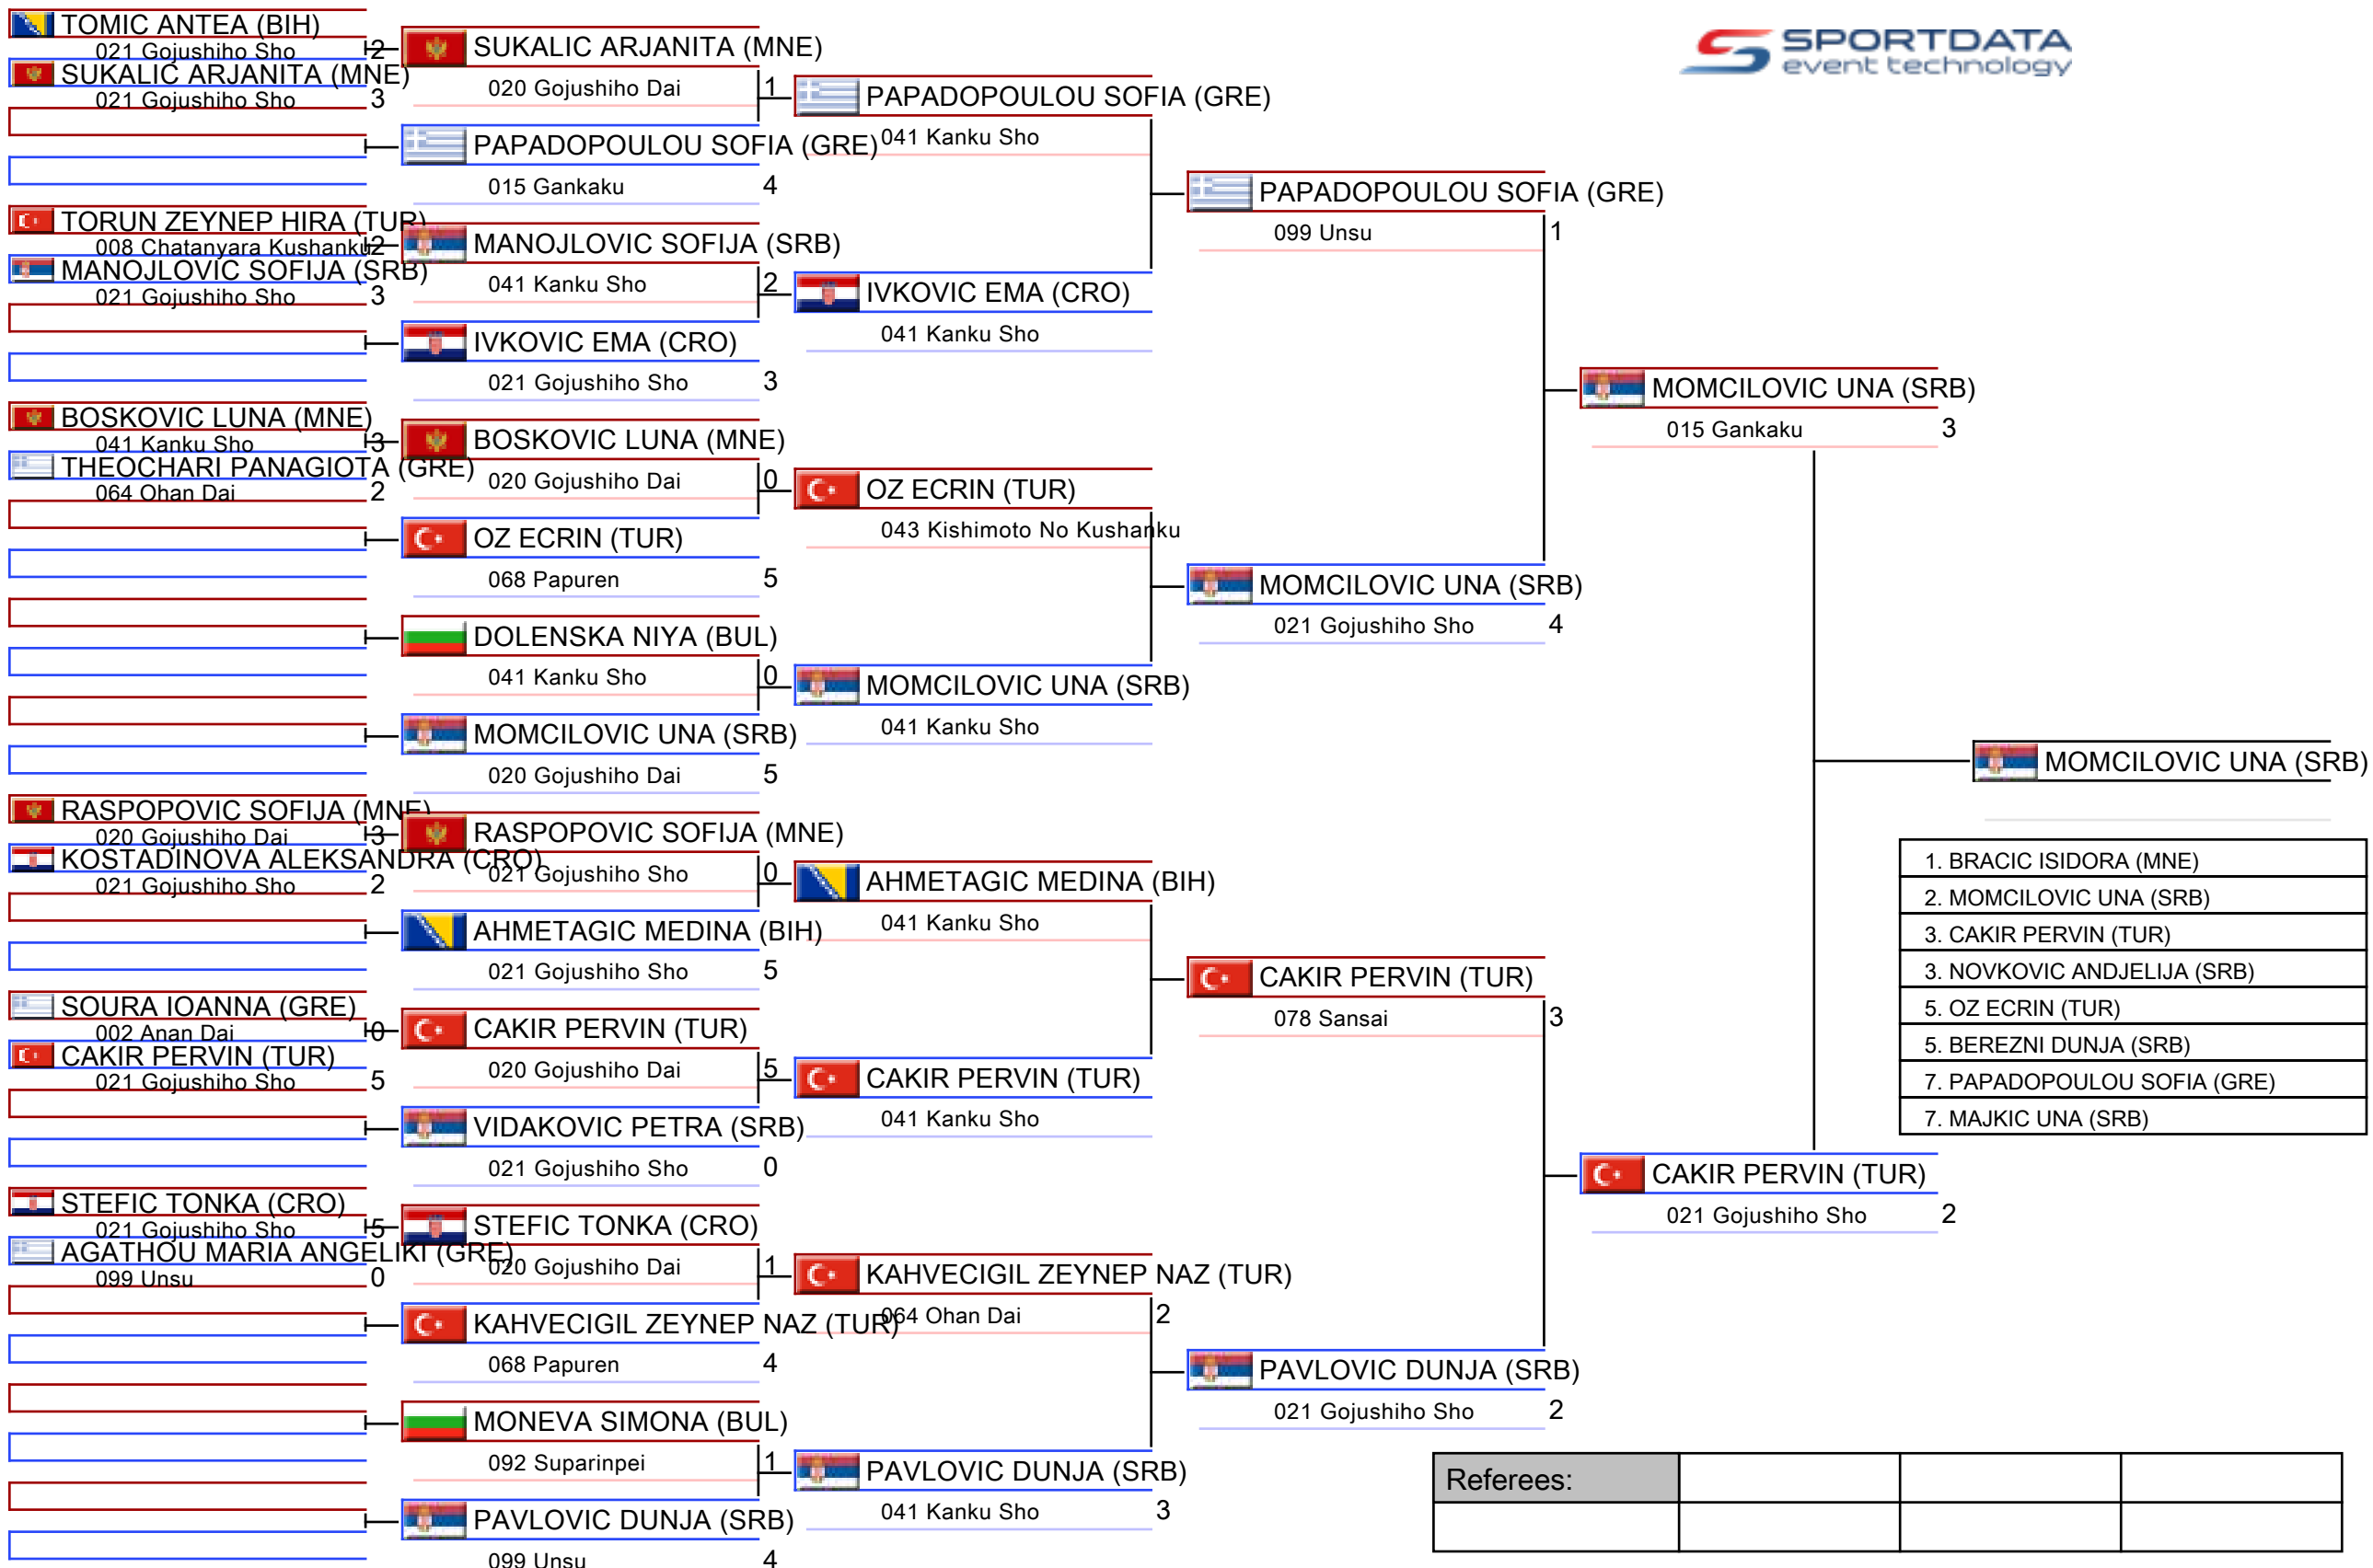 SPORTDATA
event technology
TOMIC ANTEA (BIH)
021 Gojushiho Sho 2
SUKALIC ARJANITA (MNE)
021 Gojushiho Sho 3
TORUN ZEYNEP HIRA (TUR)
008 Chatanyara Kushanku 2
MANOJLOVIC SOFIJA (SRB)
021 Gojushiho Sho 3
BOSKOVIC LUNA (MNE)
041 Kanku Sho 3
THEOCHARI PANAGIOTA (GRE)
064 Ohan Dai 2
RASPOPOVIC SOFIJA (MNE)
020 Gojushiho Dai 3
KOSTADINOVA ALEKSANDRA (CRO)
021 Gojushiho Sho 2
SOURA IOANNA (GRE)
002 Anan Dai 0
CAKIR PERVIN (TUR)
021 Gojushiho Sho 5
STEFIC TONKA (CRO)
021 Gojushiho Sho 5
AGATHOU MARIA ANGELIKI (GRE)
099 Unsu 0
SUKALIC ARJANITA (MNE)
020 Gojushiho Dai 1
PAPADOPOULOU SOFIA (GRE)
015 Gankaku 4
MANOJLOVIC SOFIJA (SRB)
041 Kanku Sho 2
IVKOVIC EMA (CRO)
021 Gojushiho Sho 3
BOSKOVIC LUNA (MNE)
020 Gojushiho Dai 0
OZ ECRIN (TUR)
068 Papuren 5
DOLENSKA NIYA (BUL)
041 Kanku Sho 0
MOMCILOVIC UNA (SRB)
020 Gojushiho Dai 5
RASPOPOVIC SOFIJA (MNE)
021 Gojushiho Sho 0
AHMETAGIC MEDINA (BIH)
021 Gojushiho Sho 5
CAKIR PERVIN (TUR)
020 Gojushiho Dai 5
VIDAKOVIC PETRA (SRB)
021 Gojushiho Sho 0
STEFIC TONKA (CRO)
020 Gojushiho Dai 1
KAHVECIGIL ZEYNEP NAZ (TUR)
068 Papuren 4
MONEVA SIMONA (BUL)
092 Suparinpei 1
PAVLOVIC DUNJA (SRB)
099 Unsu 4
PAPADOPOULOU SOFIA (GRE)
041 Kanku Sho
IVKOVIC EMA (CRO)
041 Kanku Sho
OZ ECRIN (TUR)
043 Kishimoto No Kushanku
MOMCILOVIC UNA (SRB)
041 Kanku Sho
AHMETAGIC MEDINA (BIH)
041 Kanku Sho
CAKIR PERVIN (TUR)
041 Kanku Sho
KAHVECIGIL ZEYNEP NAZ (TUR)
064 Ohan Dai 2
PAVLOVIC DUNJA (SRB)
041 Kanku Sho 3
PAPADOPOULOU SOFIA (GRE)
099 Unsu 1
MOMCILOVIC UNA (SRB)
021 Gojushiho Sho 4
CAKIR PERVIN (TUR)
078 Sansai 3
PAVLOVIC DUNJA (SRB)
021 Gojushiho Sho 2
MOMCILOVIC UNA (SRB)
015 Gankaku 3
CAKIR PERVIN (TUR)
021 Gojushiho Sho 2
MOMCILOVIC UNA (SRB)
1. BRACIC ISIDORA (MNE)
2. MOMCILOVIC UNA (SRB)
3. CAKIR PERVIN (TUR)
3. NOVKOVIC ANDJELIJA (SRB)
5. OZ ECRIN (TUR)
5. BEREZNI DUNJA (SRB)
7. PAPADOPOULOU SOFIA (GRE)
7. MAJKIC UNA (SRB)
Referees: